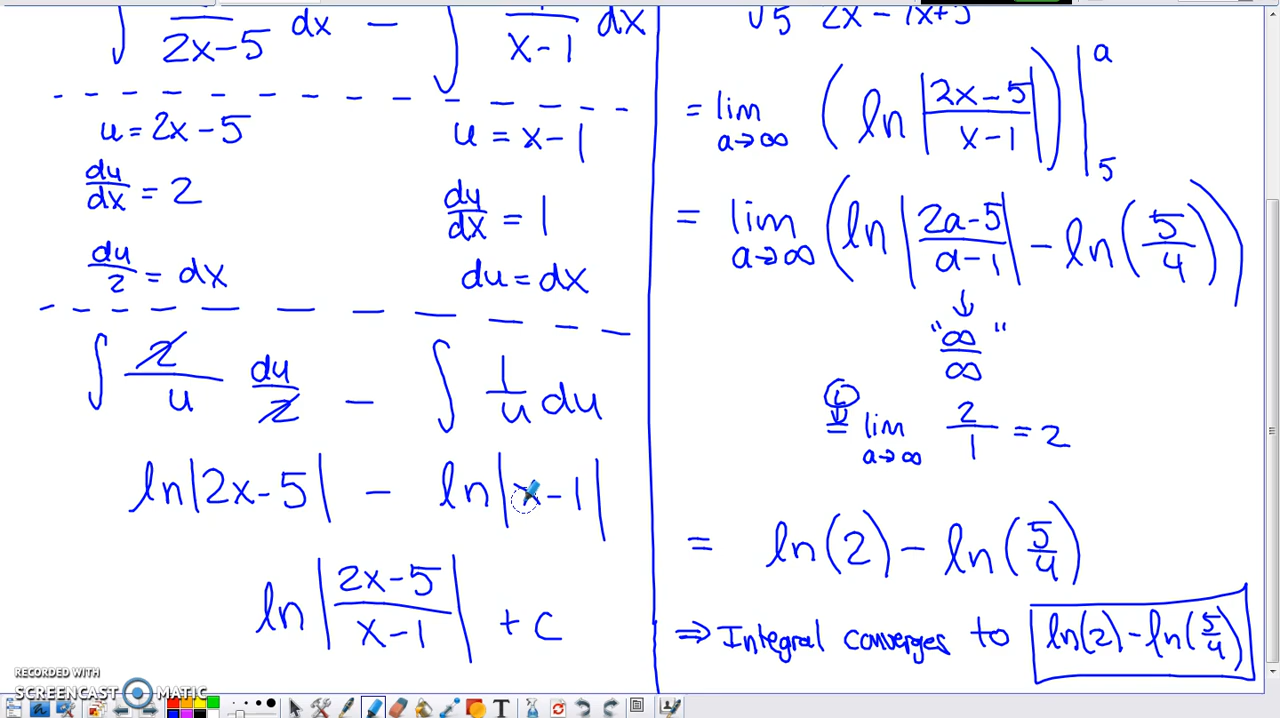 ∫ 2x-5 dx - ∫ 1/(x-1) dx
u = 2x-5
u = x-1
du/dx = 2
du/dx = 1
du/2 = dx
du = dx
∫ 2/u du/2 - ∫ 1/u du
ln|2x-5| - ln|x-1|
ln|(2x-5)/(x-1)| + C
= lim a→∞ (ln|(2x-5)/(x-1)|) | a 5
= lim a→∞ (ln|(2a-5)/(a-1)| - ln(5/4))
↓
"∞/∞"
L = lim a→∞ 2/1 = 2
= ln(2) - ln(5/4)
⇒ Integral converges to ln(2) - ln(5/4)
RECORDED WITH
SCREENCAST MATIC
T